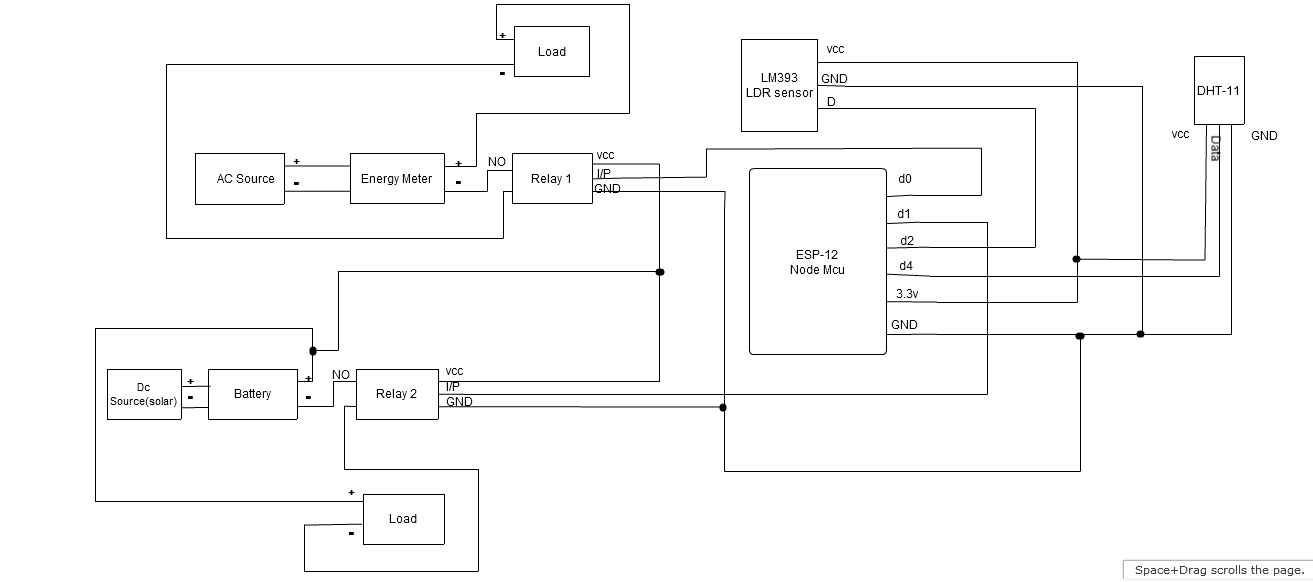 +
Load
-
LM393
LDR sensor
vcc
GND
D
DHT-11
vcc
Data
GND
AC Source
+
-
Energy Meter
+
-
NO
Relay 1
vcc
I/P
GND
ESP-12
Node Mcu
d0
d1
d2
d4
3.3v
GND
Dc
Source(solar)
+
-
Battery
+
-
NO
Relay 2
vcc
I/P
GND
+
Load
-
Space+Drag scrolls the page.